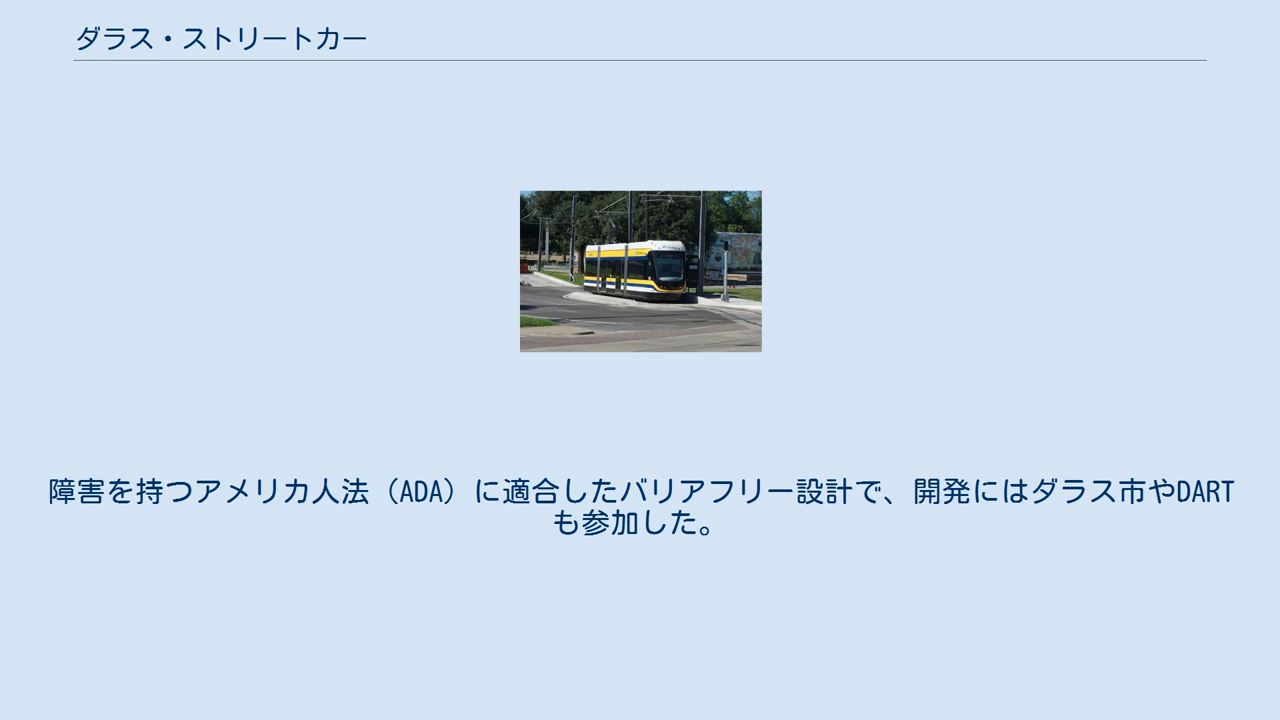 ダラス・ストリートカー
障害を持つアメリカ人法（ADA）に適合したバリアフリー設計で、開発にはダラス市やDART
も参加した。